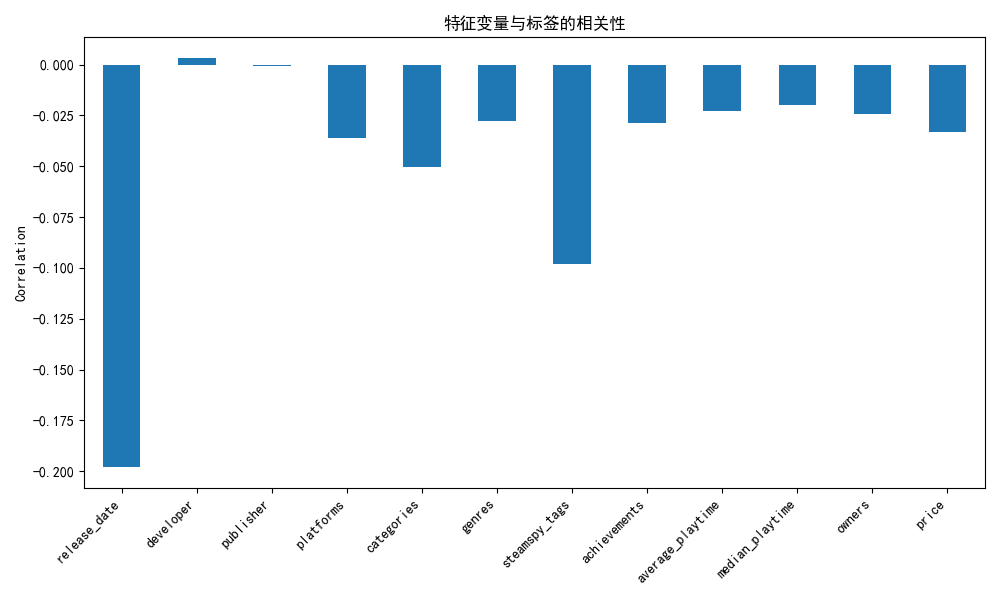 特征变量与标签的相关性
Correlation
0.000
−0.025
−0.050
−0.075
−0.100
−0.125
−0.150
−0.175
−0.200
release_date
developer
publisher
platforms
categories
genres
steamspy_tags
achievements
average_playtime
median_playtime
owners
price